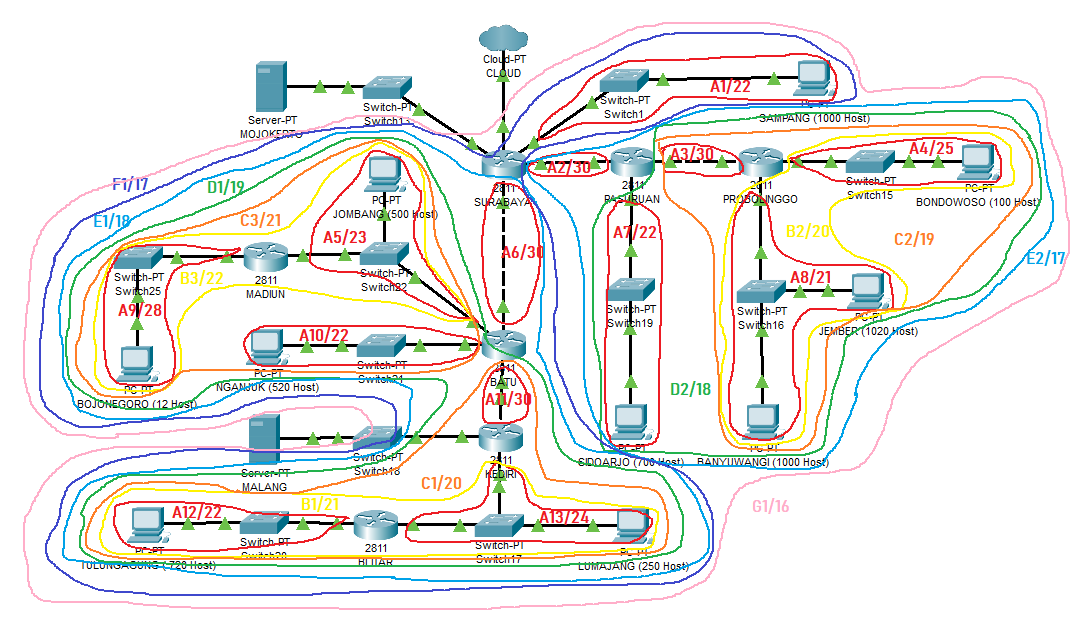 Cloud-PT
CLOUD
Server-PT
MOJOKERTO
Switch-PT
Switch13
Switch-PT
Switch1
A1/22
PC-PT
SAMPANG (1000 Host)
2811
SURABAYA
A2/30
2811
PASURUAN
A3/30
2811
PROBOLINGGO
Switch-PT
Switch15
A4/25
PC-PT
BONDOWOSO (100 Host)
F1/17
D1/19
E1/18
C3/21
PC-PT
JOMBANG (500 Host)
A5/23
A6/30
A7/22
B2/20
C2/19
E2/17
Switch-PT
Switch25
B3/22
2811
MADIUN
Switch-PT
Switch22
A9/28
A8/21
Switch-PT
Switch19
Switch-PT
Switch16
PC-PT
JEMBER (1020 Host)
A10/22
PC-PT
NGANJUK (520 Host)
Switch-PT
Switch21
2811
BATU
PC-PT
BOJONEGORO (12 Host)
A11/30
D2/18
Server-PT
MALANG
Switch-PT
Switch18
2811
KEDIRI
PC-PT
SIDOARJO (700 Host)
PC-PT
BANYUWANGI (1000 Host)
C1/20
B1/21
G1/16
A12/22
A13/24
PC-PT
TULUNGAGUNG ( 720 Host)
Switch-PT
Switch20
2811
BLITAR
Switch-PT
Switch17
PC-PT
LUMAJANG (250 Host)